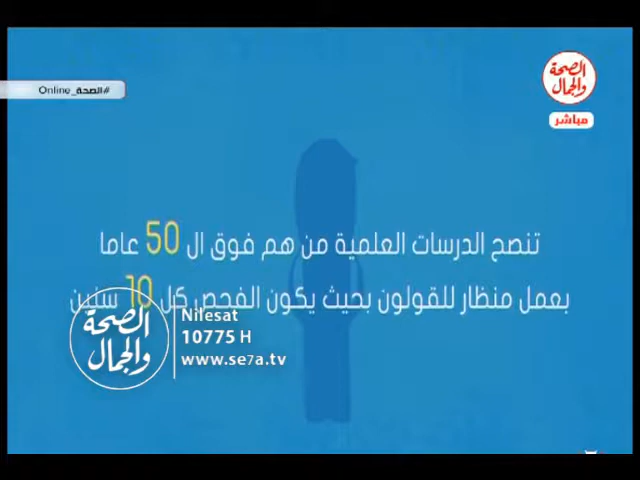 الصحة
والجمال
#الصحة_Online
مباشر
تنصح الدرسات العلمية من هم فوق ال 50 عاما
بعمل منظار للقولون بحيث يكون الفحص كل 10 سنين
الصحة
والجمال
Nilesat
10775 H
www.se7a.tv